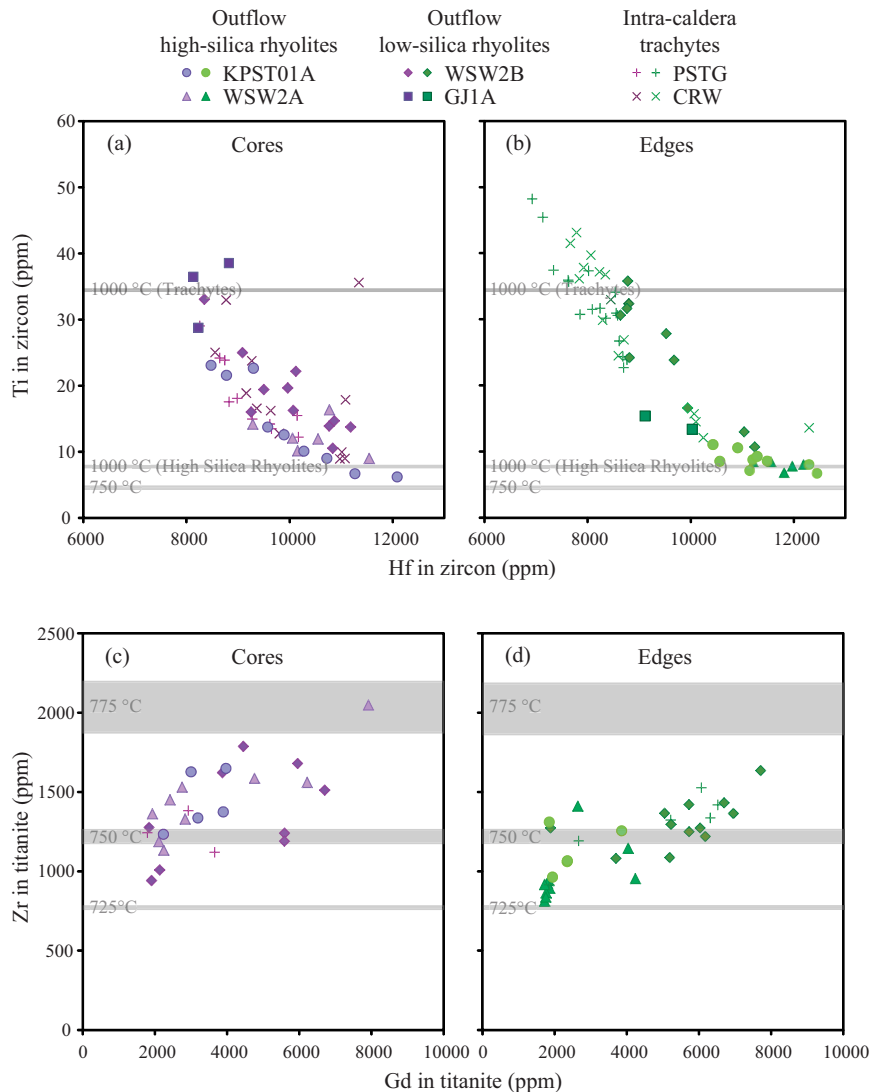 Outflow Outflow Intra-caldera
high-silica rhyolites low-silica rhyolites trachytes
KPST01A WSW2B PSTG
WSW2A GJ1A CRW
(a) Cores
(b) Edges
60
50
40
30
20
10
0
Ti in zircon (ppm)
1000 °C (Trachytes)
1000 °C (High Silica Rhyolites)
750 °C
1000 °C (Trachytes)
1000 °C (High Silica Rhyolites)
750 °C
6000 8000 10000 12000
6000 8000 10000 12000
Hf in zircon (ppm)
(c) Cores
(d) Edges
2500
2000
1500
1000
500
0
Zr in titanite (ppm)
775 °C
750 °C
725°C
775 °C
750 °C
725°C
0 2000 4000 6000 8000 10000
0 2000 4000 6000 8000 10000
Gd in titanite (ppm)